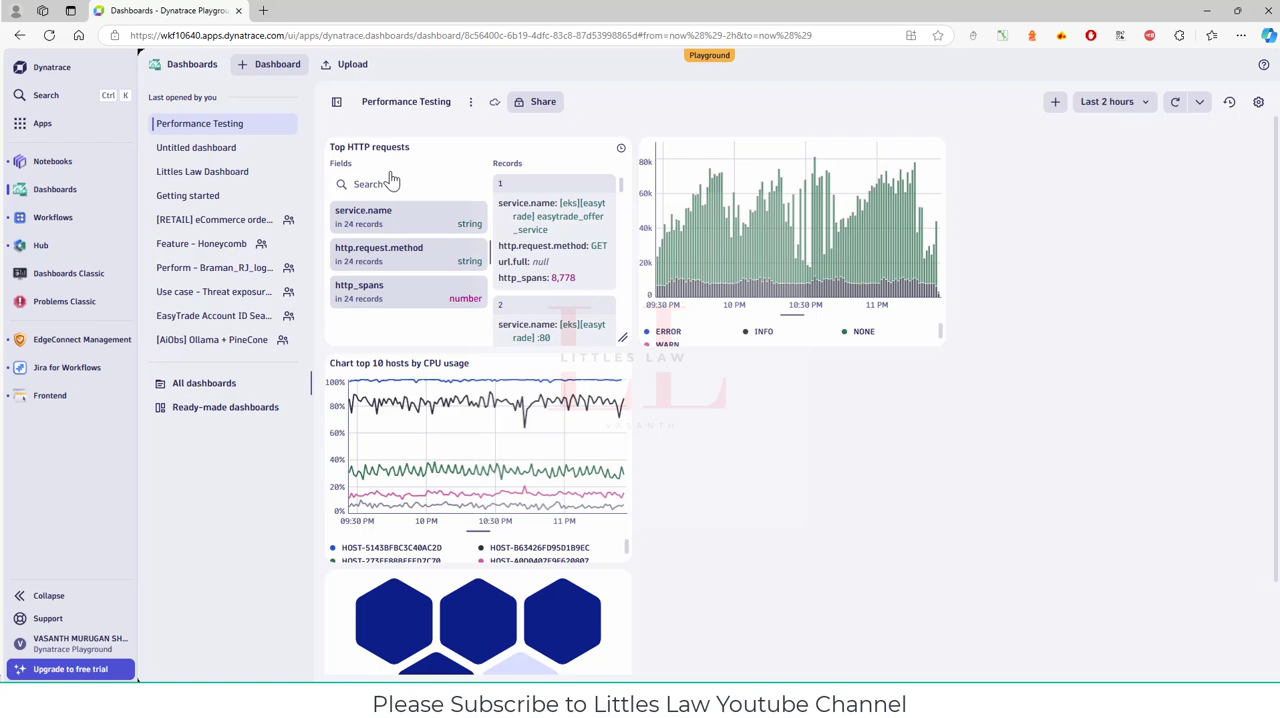 Dashboards - Dynatrace Playgrou
https://wkf10640.apps.dynatrace.com/ui/apps/dynatrace.dashboards/dashboard/8c56400c-6b19-4dfc-83c8-87d53998865d#from=now%28%29-2h&to=now%28%29
Playground
Dynatrace
Search
Ctrl
K
Apps
Notebooks
Dashboards
Workflows
Hub
Dashboards Classic
Problems Classic
EdgeConnect Management
Jira for Workflows
Frontend
Collapse
Support
VASANTH MURUGAN SH...
Dynatrace Playground
Upgrade to free trial
Dashboards
Dashboard
Upload
Last opened by you
Performance Testing
Untitled dashboard
Littles Law Dashboard
Getting started
[RETAIL] eCommerce orde...
Feature - Honeycomb
Perform - Braman_RJ_log...
Use case - Threat exposur...
EasyTrade Account ID Sea...
[AiObs] Ollama + PineCone
All dashboards
Ready-made dashboards
Performance Testing
Share
Last 2 hours
Top HTTP requests
Fields
Records
Search
service.name
in 24 records
string
http.request.method
in 24 records
string
http_spans
in 24 records
number
1
service.name: [eks][easyt
rade] easytrade_offer
_service
http.request.method: GET
url.full: null
http_spans: 8,778
2
service.name: [eks][easyt
rade] :80
80k
60k
40k
20k
0
09:30 PM
10 PM
10:30 PM
11 PM
ERROR
INFO
NONE
WARN
LITTLES LAW
VASANTH
Chart top 10 hosts by CPU usage
100%
80%
60%
40%
20%
0%
09:30 PM
10 PM
10:30 PM
11 PM
HOST-5143BFBC3C40AC2D
HOST-B63426FD95D1B9EC
Please Subscribe to Littles Law Youtube Channel